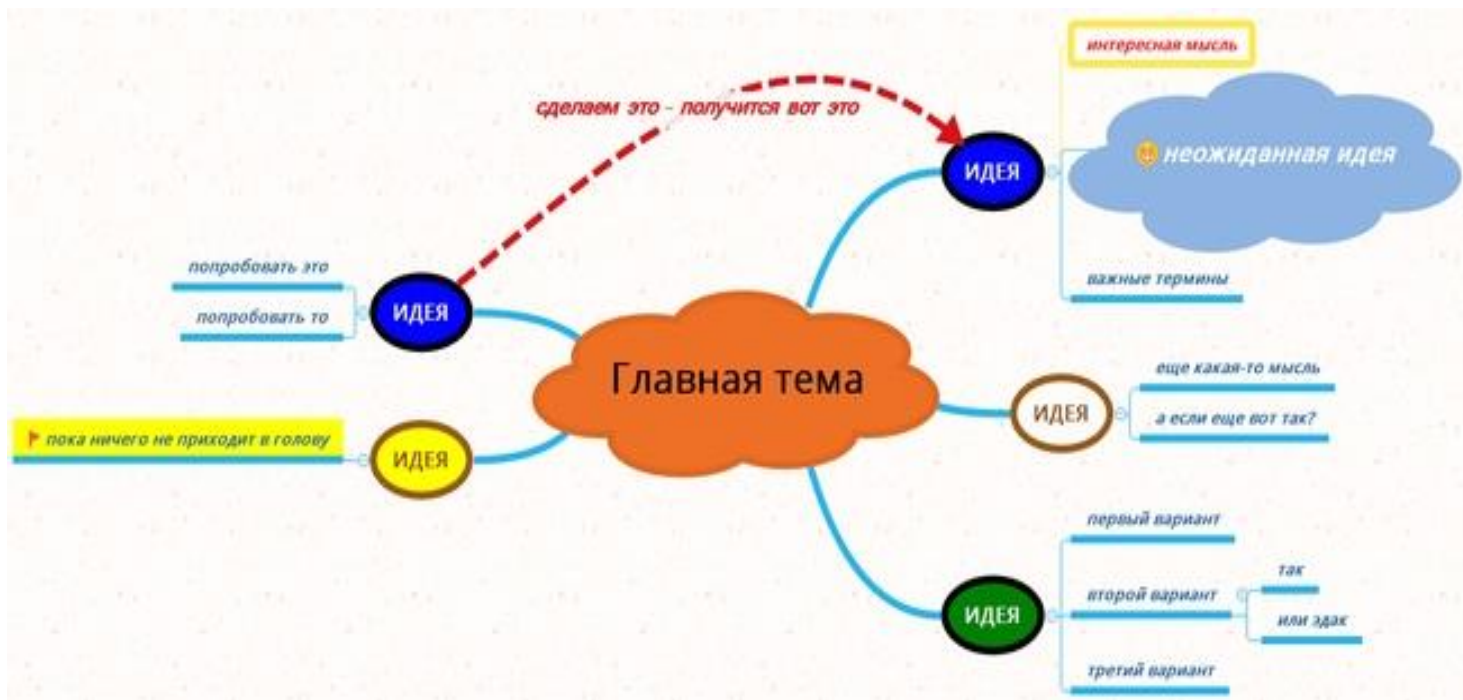 интересная мысль
сделаем это - получится вот это
неожиданная идея
ИДЕЯ
важные термины
попробовать это
попробовать то
ИДЕЯ
Главная тема
еще какая-то мысль
ИДЕЯ
а если еще вот так?
пока ничего не приходит в голову
ИДЕЯ
первый вариант
так
второй вариант
или эдак
ИДЕЯ
третий вариант